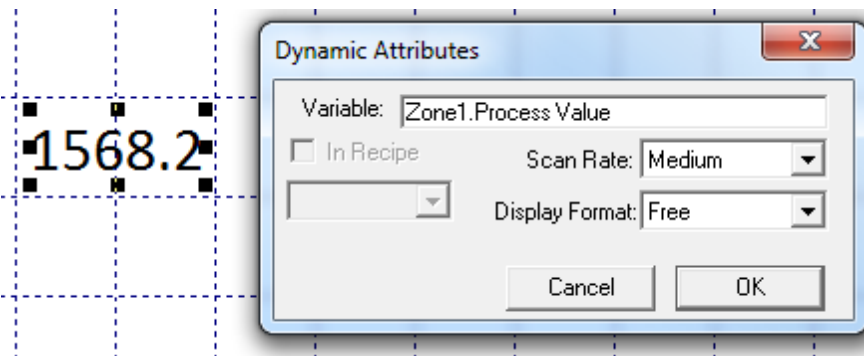 Dynamic Attributes
Variable: Zone1.Process Value
1568.2
In Recipe
Scan Rate: Medium
Display Format: Free
Cancel OK